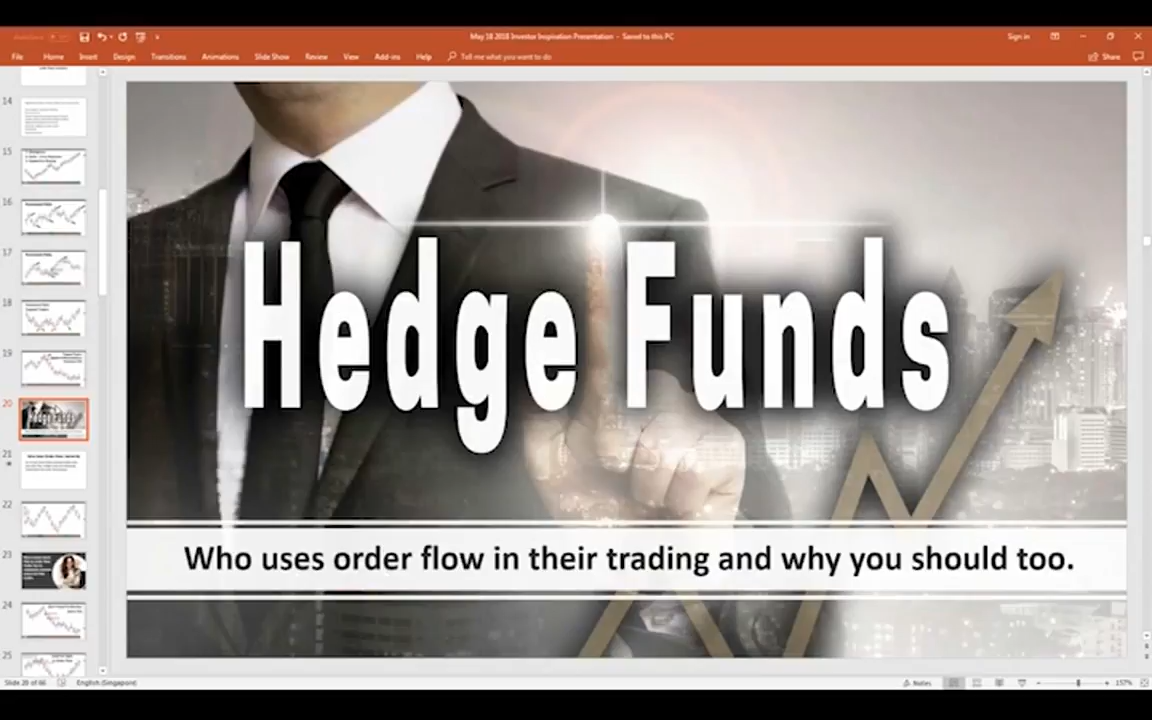 May 18 2018 Investor Inspiration Presentation - Saved to this PC
Sign in
File Home Insert Design Transitions Animations Slide Show Review View Add-ins Help Tell me what you want to do
Share
14
15
16
17
18
19
20
21
22
23
24
25
Hedge Funds
Who uses order flow in their trading and why you should too.
Slide 20 of 66 English (Singapore)
Notes
157%